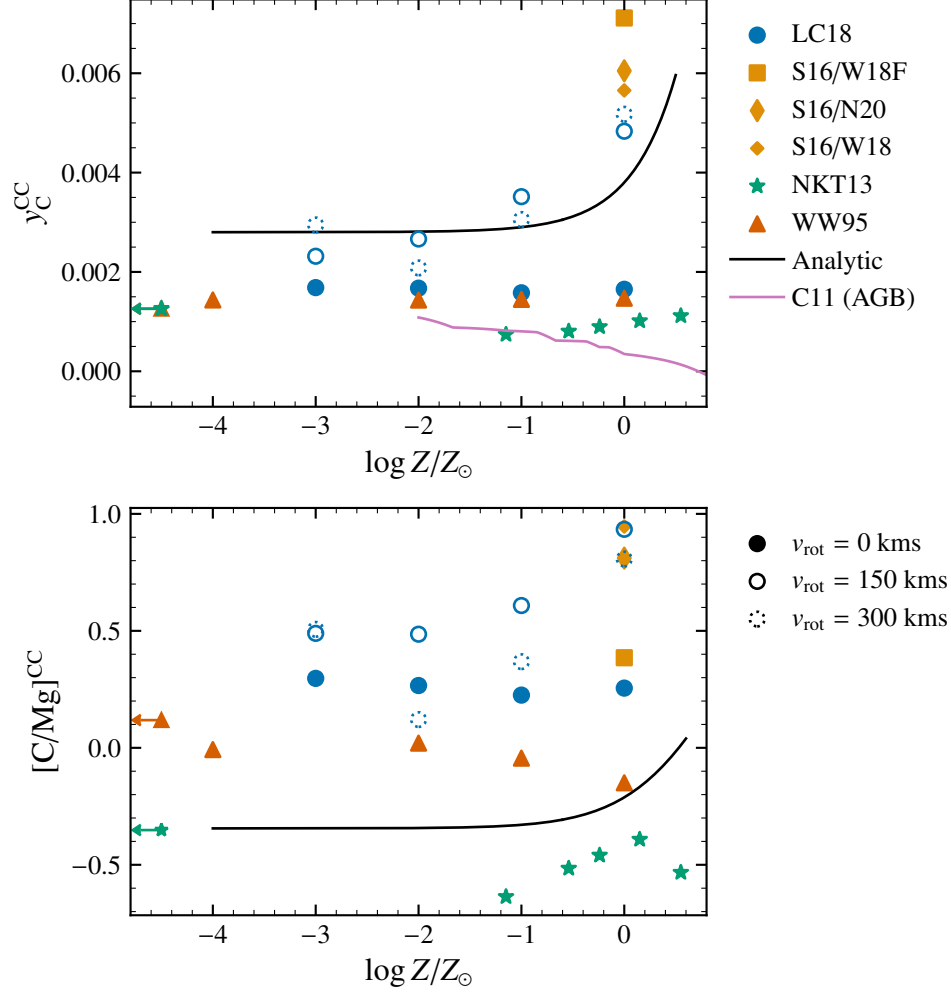 0.006
0.004
0.002
0.000
y_C^CC
−4 −3 −2 −1 0
log Z/Z⊙
LC18
S16/W18F
S16/N20
S16/W18
NKT13
WW95
Analytic
C11 (AGB)
1.0
0.5
0.0
−0.5
[C/Mg]^CC
−4 −3 −2 −1 0
log Z/Z⊙
v_rot = 0 kms
v_rot = 150 kms
v_rot = 300 kms